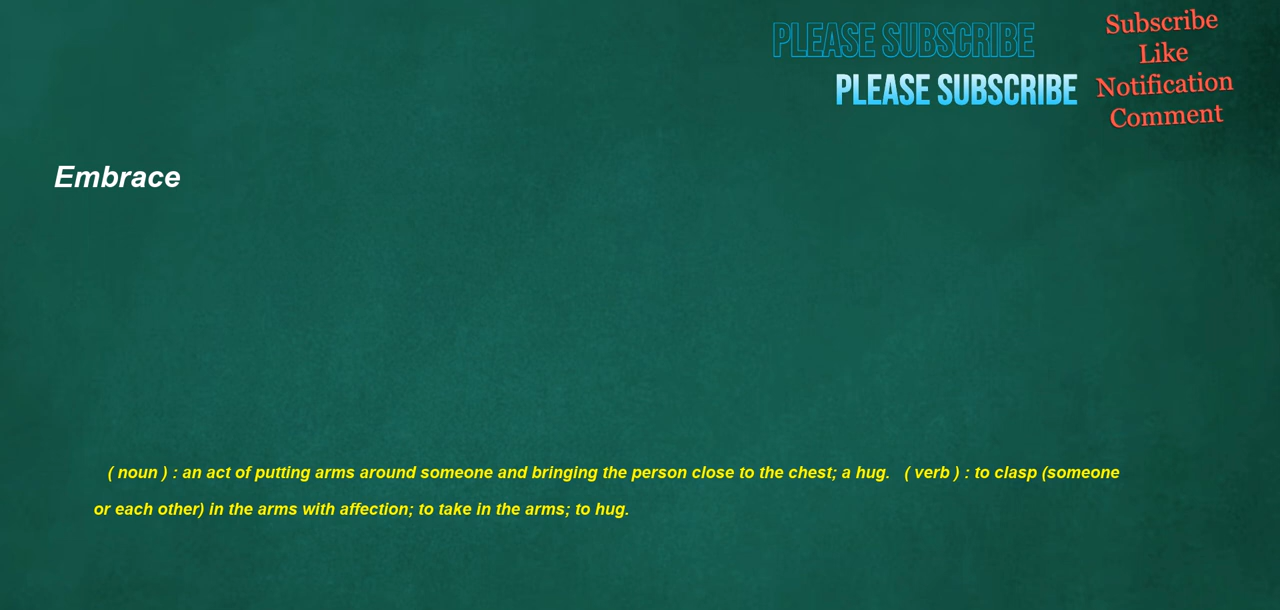 PLEASE SUBSCRIBE
PLEASE SUBSCRIBE
Subscribe
Like
Notification
Comment
Embrace
( noun ) : an act of putting arms around someone and bringing the person close to the chest; a hug. ( verb ) : to clasp (someone
or each other) in the arms with affection; to take in the arms; to hug.